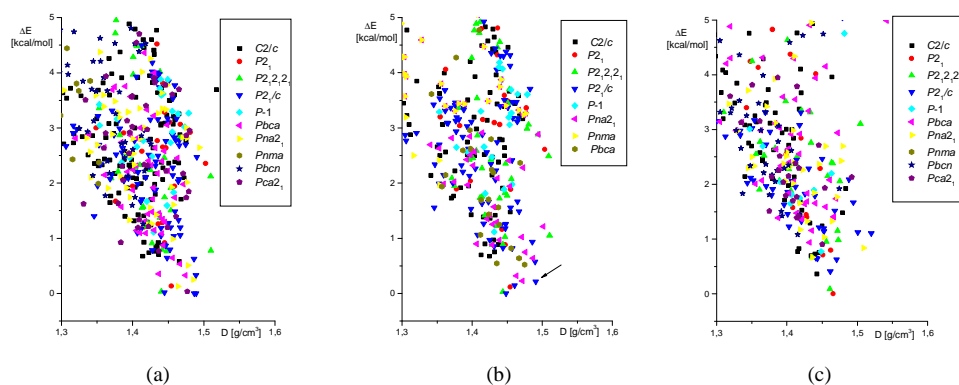 ΔE
[kcal/mol]
5
4
3
2
1
0
1,3
1,4
1,5
1,6
D [g/cm³]
C2/c
P2₁
P2₁2₁2₁
P2₁/c
P-1
Pbca
Pna2₁
Pnma
Pbcn
Pca2₁
(a)
ΔE
[kcal/mol]
5
4
3
2
1
0
1,3
1,4
1,5
1,6
D [g/cm³]
C2/c
P2₁
P2₁2₁2₁
P2₁/c
P-1
Pna2₁
Pnma
Pbca
(b)
ΔE
[kcal/mol]
5
4
3
2
1
0
1,3
1,4
1,5
1,6
D [g/cm³]
C2/c
P2₁
P2₁2₁2
P2₁/c
P-1
Pbca
Pna2₁
Pnma
Pbcn
Pca2₁
(c)